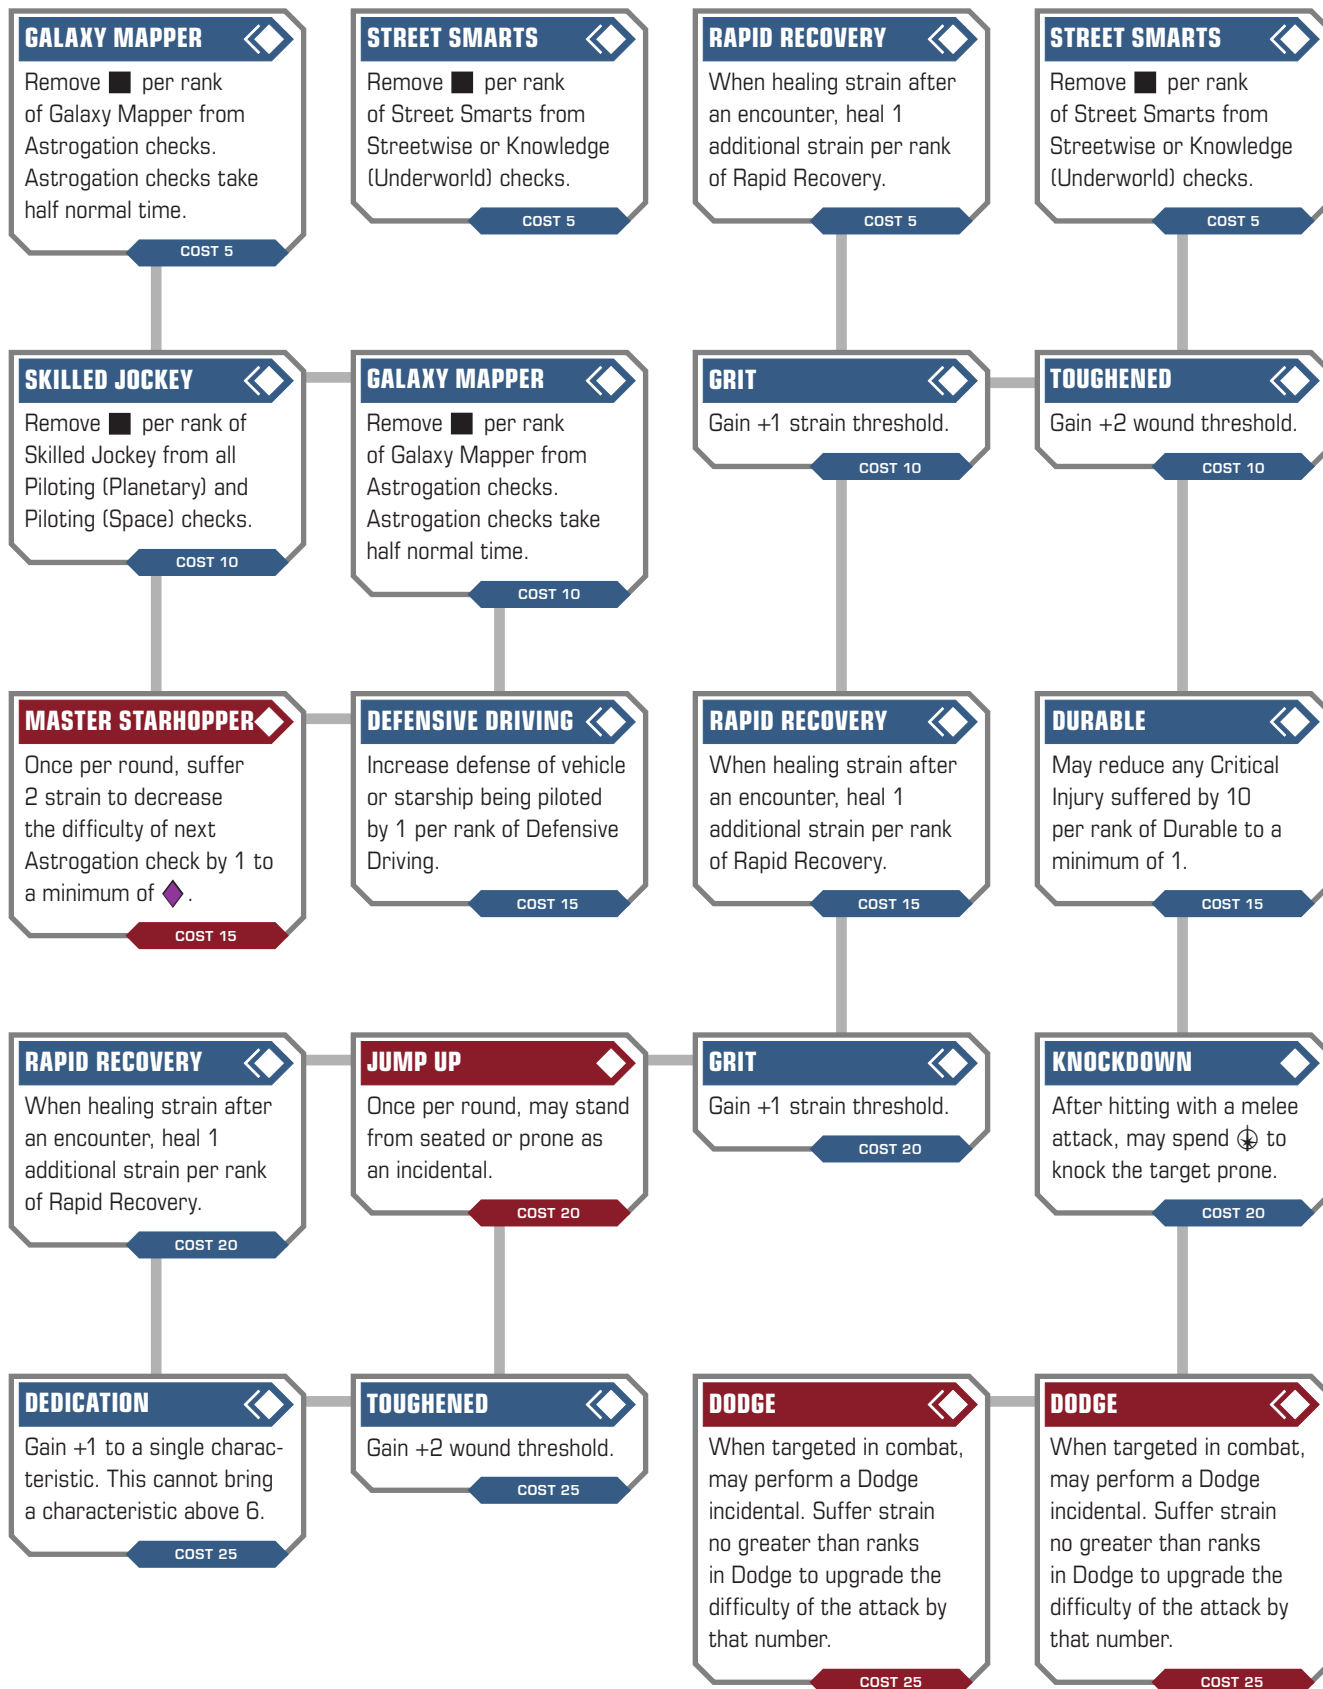 GALAXY MAPPER
Remove per rank
of Galaxy Mapper from
Astrogation checks.
Astrogation checks take
half normal time.
COST 5
STREET SMARTS
Remove per rank
of Street Smarts from
Streetwise or Knowledge
(Underworld) checks.
COST 5
RAPID RECOVERY
When healing strain after
an encounter, heal 1
additional strain per rank
of Rapid Recovery.
COST 5
STREET SMARTS
Remove per rank
of Street Smarts from
Streetwise or Knowledge
(Underworld) checks.
COST 5
SKILLED JOCKEY
Remove per rank of
Skilled Jockey from all
Piloting (Planetary) and
Piloting (Space) checks.
COST 10
GALAXY MAPPER
Remove per rank
of Galaxy Mapper from
Astrogation checks.
Astrogation checks take
half normal time.
COST 10
GRIT
Gain +1 strain threshold.
COST 10
TOUGHENED
Gain +2 wound threshold.
COST 10
MASTER STARHOPPER
Once per round, suffer
2 strain to decrease
the difficulty of next
Astrogation check by 1 to
a minimum of .
COST 15
DEFENSIVE DRIVING
Increase defense of vehicle
or starship being piloted
by 1 per rank of Defensive
Driving.
COST 15
RAPID RECOVERY
When healing strain after
an encounter, heal 1
additional strain per rank
of Rapid Recovery.
COST 15
DURABLE
May reduce any Critical
Injury suffered by 10
per rank of Durable to a
minimum of 1.
COST 15
RAPID RECOVERY
When healing strain after
an encounter, heal 1
additional strain per rank
of Rapid Recovery.
COST 20
JUMP UP
Once per round, may stand
from seated or prone as
an incidental.
COST 20
GRIT
Gain +1 strain threshold.
COST 20
KNOCKDOWN
After hitting with a melee
attack, may spend to
knock the target prone.
COST 20
DEDICATION
Gain +1 to a single charac-
teristic. This cannot bring
a characteristic above 6.
COST 25
TOUGHENED
Gain +2 wound threshold.
COST 25
DODGE
When targeted in combat,
may perform a Dodge
incidental. Suffer strain
no greater than ranks
in Dodge to upgrade the
difficulty of the attack by
that number.
COST 25
DODGE
When targeted in combat,
may perform a Dodge
incidental. Suffer strain
no greater than ranks
in Dodge to upgrade the
difficulty of the attack by
that number.
COST 25